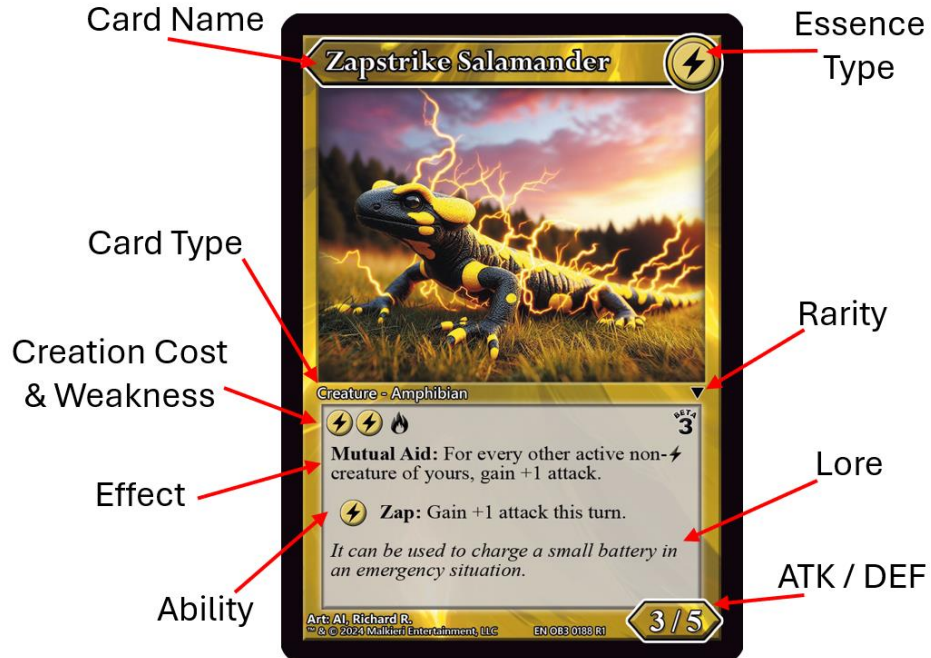 Card Name
Zapstrike Salamander
Essence
Type
Card Type
Rarity
Creature - Amphibian
Creation Cost
& Weakness
BETA
3
Mutual Aid: For every other active non-
creature of yours, gain +1 attack.
Effect
Lore
Zap: Gain +1 attack this turn.
It can be used to charge a small battery in
an emergency situation.
ATK / DEF
Ability
Art: AI, Richard R.
™ & © 2024 Malkieri Entertainment, LLC EN OB3 0188 R1
3 / 5